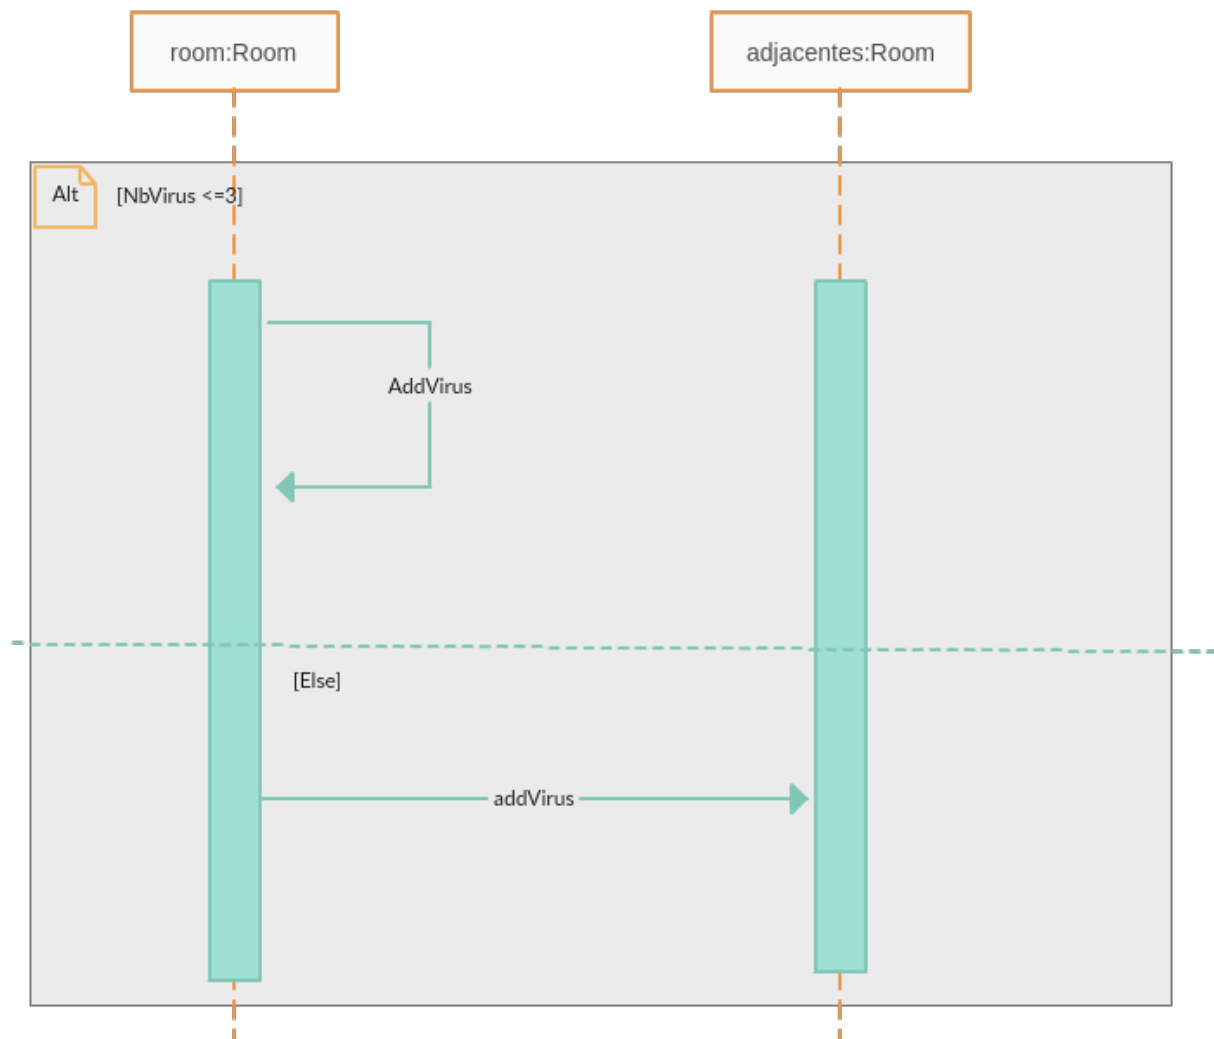 room:Room
adjacentes:Room
Alt
[NbVirus <=3]
AddVirus
[Else]
addVirus